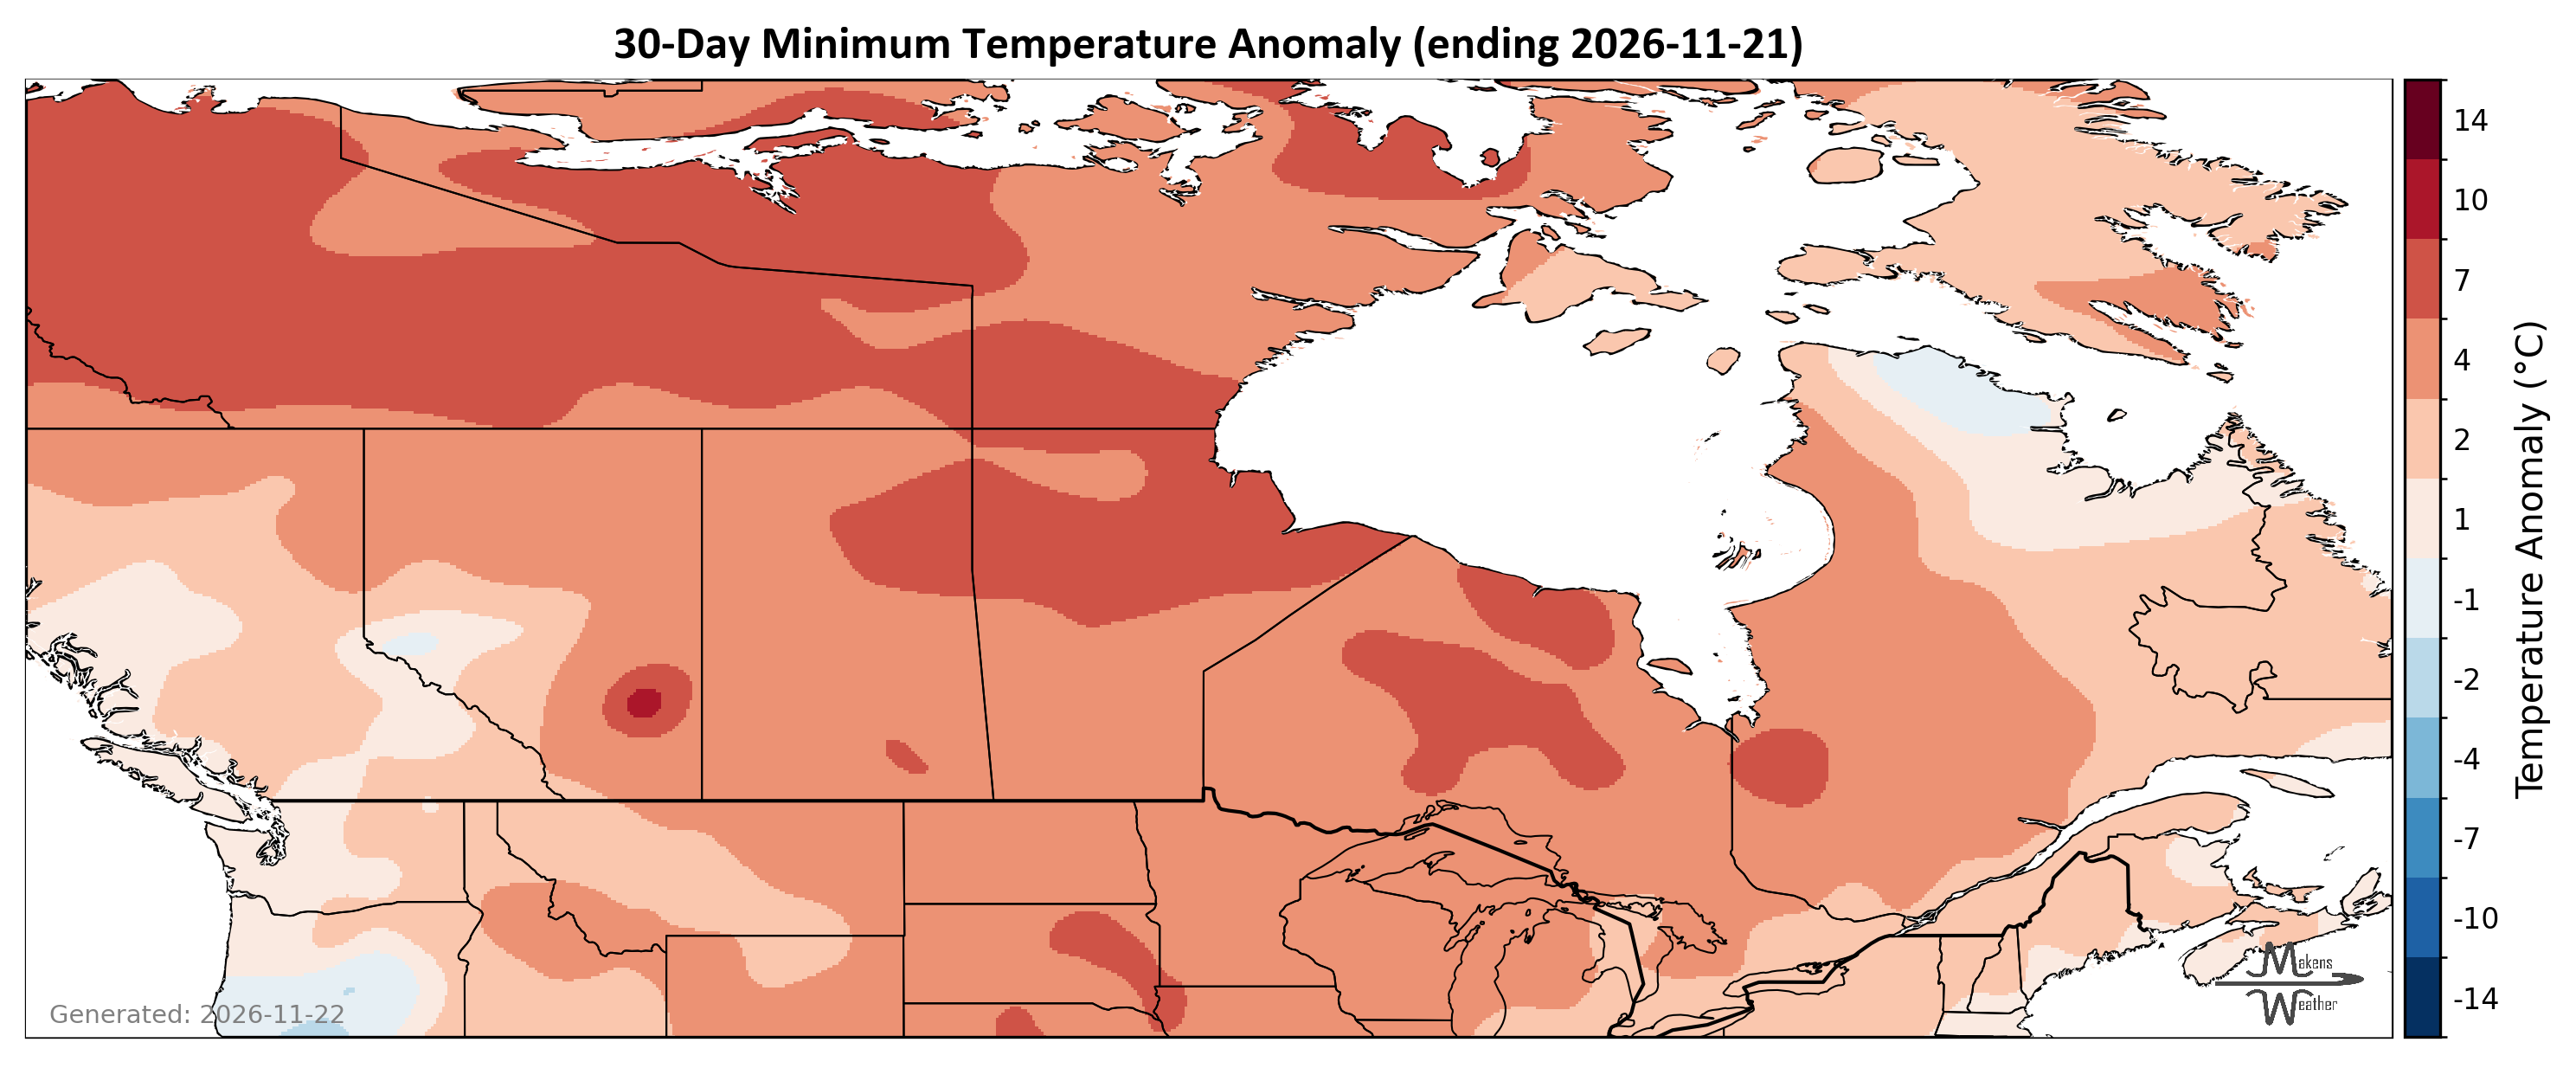 30-Day Minimum Temperature Anomaly (ending 2026-11-21)
14
10
7
4
2
1
-1
-2
-4
-7
-10
-14
Temperature Anomaly (°C)
Generated: 2026-11-22
Makens
Weather